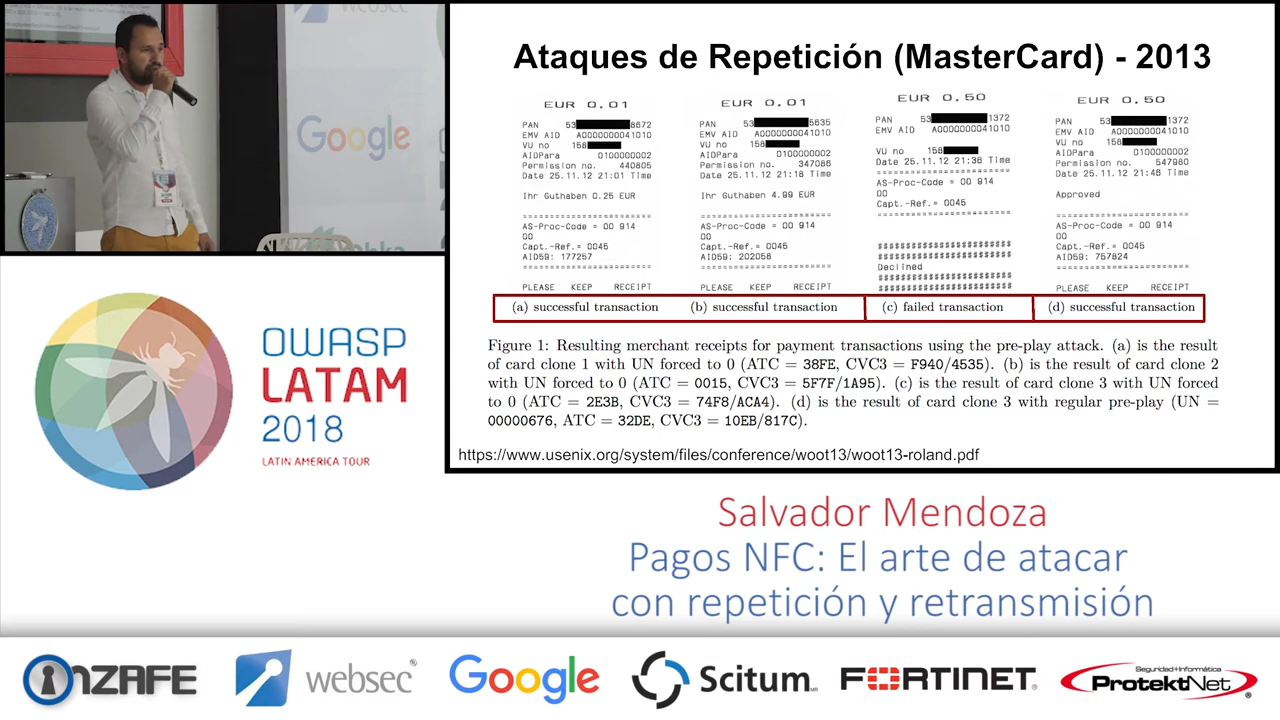 websec
Google
Ataques de Repetición (MasterCard) - 2013
EUR 0.01
PAN 53 8672
EMV AID A0000000041010
VU no 158
AIDPara 0100000002
Permission no. 440805
Date 25.11.12 21:01 Time
Ihr Guthaben 0.25 EUR
========================
AS-Proc-Code = 00 914
00
Capt.-Ref.= 0045
AID59: 177257
========================
PLEASE KEEP RECEIPT
(a) successful transaction
EUR 0.01
PAN 53 5635
EMV AID A0000000041010
VU no 158
AIDPara 0100000002
Permission no. 347086
Date 25.11.12 21:18 Time
Ihr Guthaben 4.99 EUR
========================
AS-Proc-Code = 00 914
00
Capt.-Ref.= 0045
AID59: 202058
========================
PLEASE KEEP RECEIPT
(b) successful transaction
EUR 0.50
PAN 53 1372
EMV AID A0000000041010
VU no 158
Date 25.11.12 21:36 Time
========================
AS-Proc-Code = 00 914
00
Capt.-Ref.= 0045
========================
Declined
(c) failed transaction
EUR 0.50
PAN 53 1372
EMV AID A0000000041010
VU no 158
AIDPara 0100000002
Permission no. 547980
Date 25.11.12 21:46 Time
Approved
========================
AS-Proc-Code = 00 914
00
Capt.-Ref.= 0045
AID59: 757824
========================
PLEASE KEEP RECEIPT
(d) successful transaction
Figure 1: Resulting merchant receipts for payment transactions using the pre-play attack. (a) is the result
of card clone 1 with UN forced to 0 (ATC = 38FE, CVC3 = F940/4535). (b) is the result of card clone 2
with UN forced to 0 (ATC = 0015, CVC3 = 5F7F/1A95). (c) is the result of card clone 3 with UN forced
to 0 (ATC = 2E3B, CVC3 = 74F8/ACA4). (d) is the result of card clone 3 with regular pre-play (UN =
00000676, ATC = 32DE, CVC3 = 10EB/817C).
https://www.usenix.org/system/files/conference/woot13/woot13-roland.pdf
OWASP
LATAM
2018
LATIN AMERICA TOUR
Salvador Mendoza
Pagos NFC: El arte de atacar
con repetición y retransmisión
ONZAFE
websec®
Google
Scitum MR
FORTINET®
Seguridad+Informática
ProtektNet®